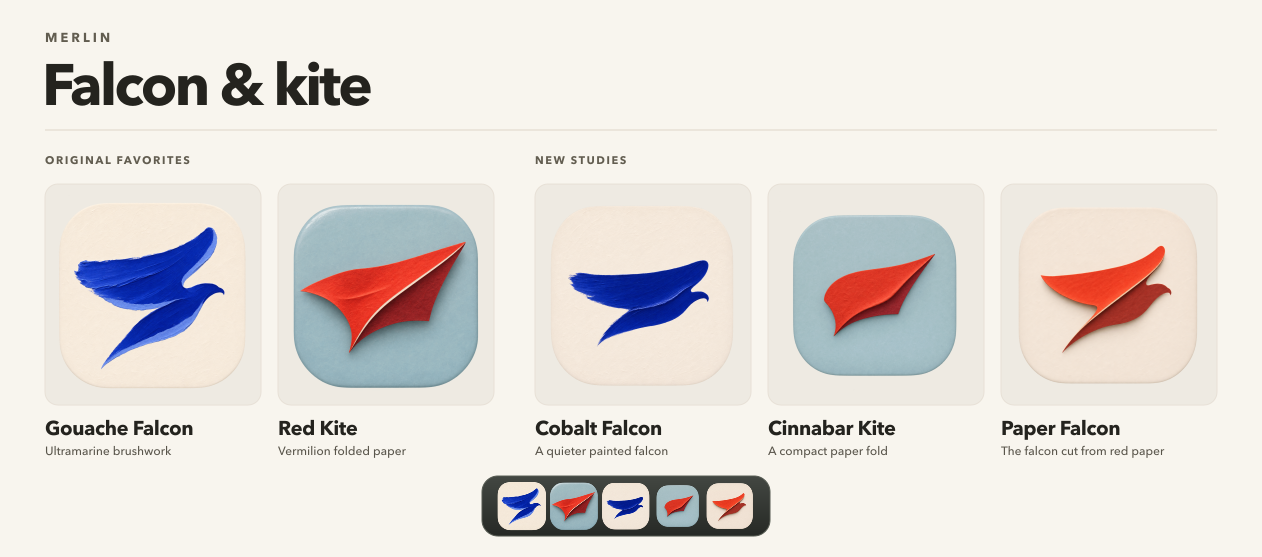 MERLIN
Falcon & kite
ORIGINAL FAVORITES
NEW STUDIES
Gouache Falcon
Ultramarine brushwork
Red Kite
Vermilion folded paper
Cobalt Falcon
A quieter painted falcon
Cinnabar Kite
A compact paper fold
Paper Falcon
The falcon cut from red paper